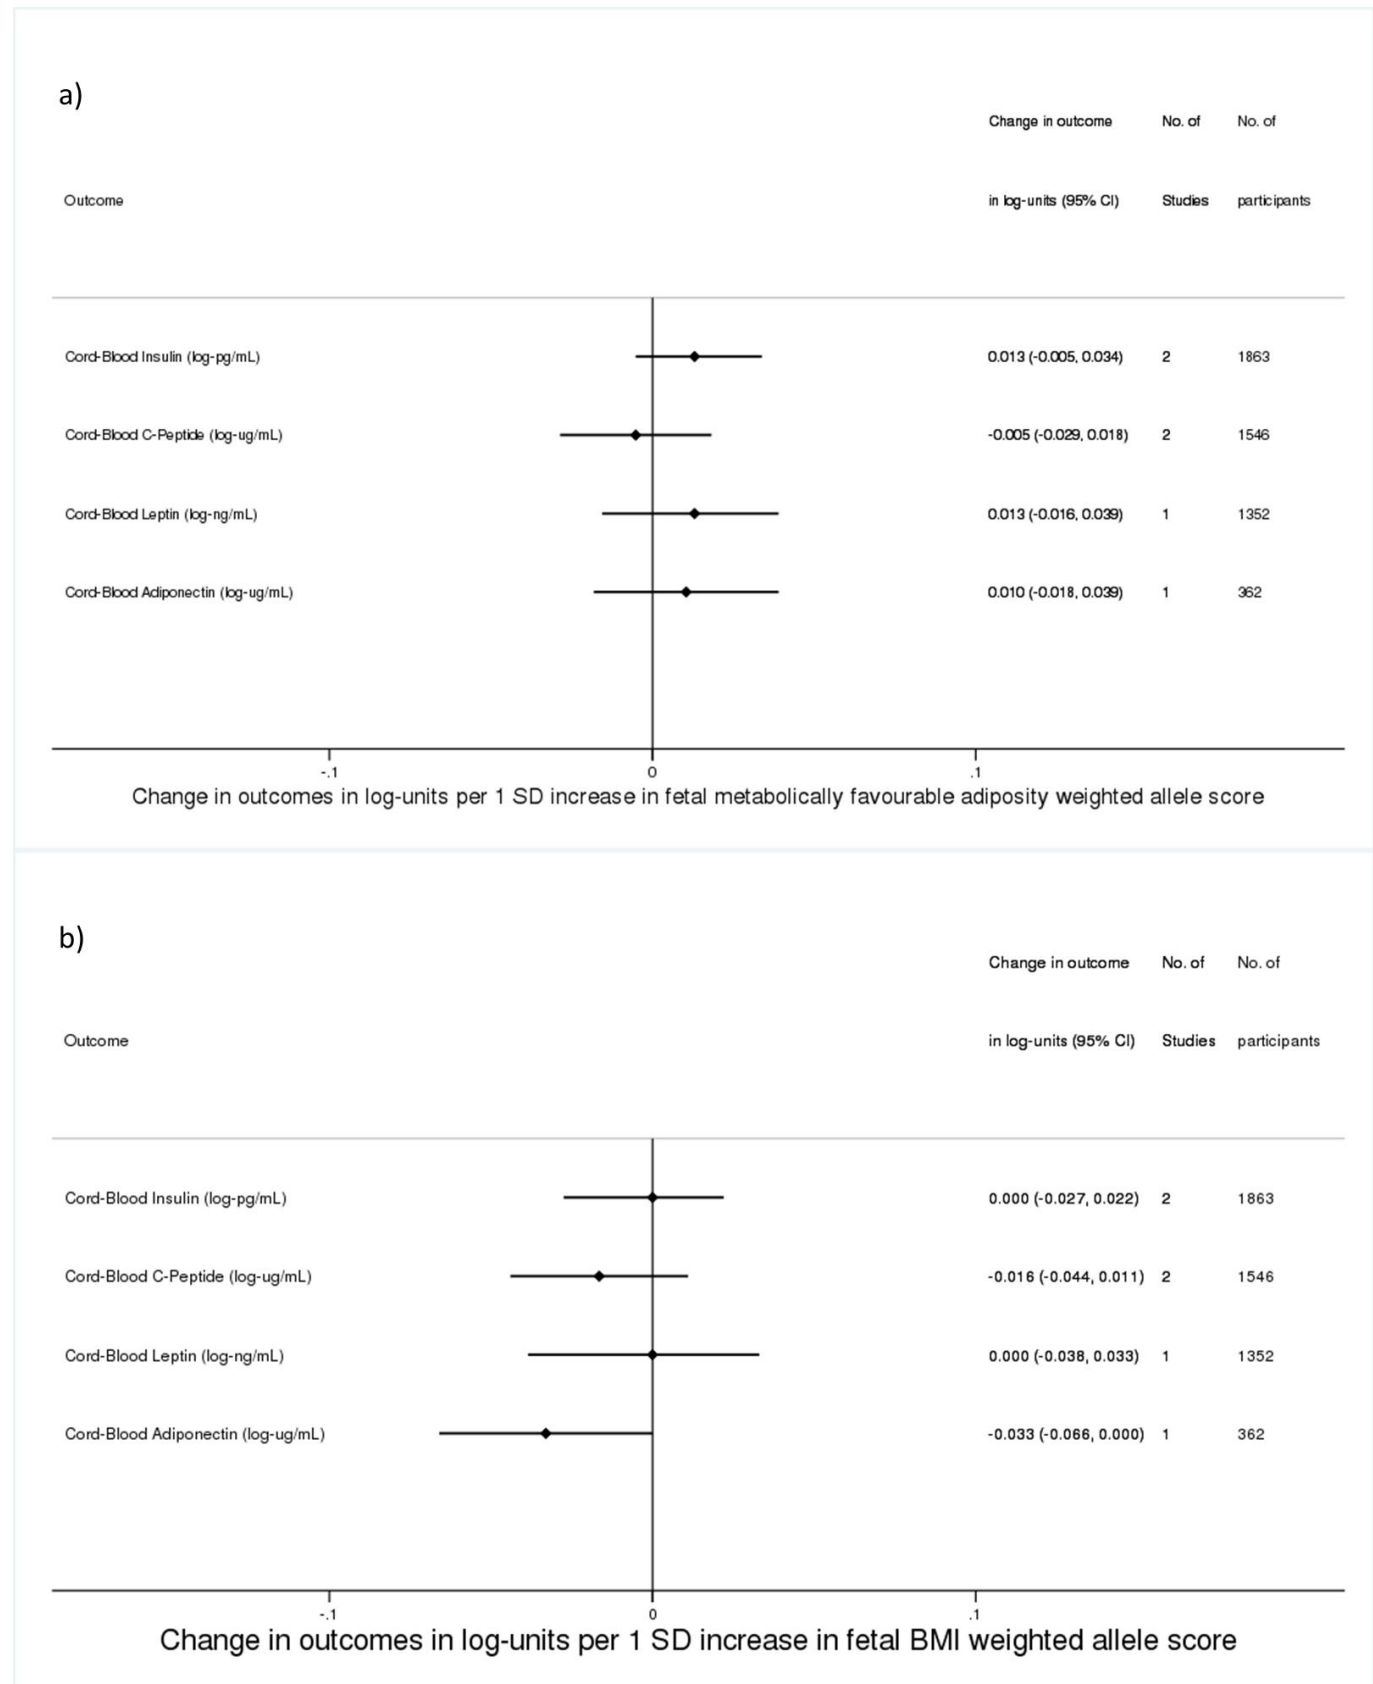 a)
Change in outcome No. of No. of
Outcome in log-units (95% CI) Studies participants
Cord-Blood Insulin (log-pg/mL) 0.013 (-0.005, 0.034) 2 1863
Cord-Blood C-Peptide (log-ug/mL) -0.005 (-0.029, 0.018) 2 1546
Cord-Blood Leptin (log-ng/mL) 0.013 (-0.016, 0.039) 1 1352
Cord-Blood Adiponectin (log-ug/mL) 0.010 (-0.018, 0.039) 1 362
-.1 0 .1
Change in outcomes in log-units per 1 SD increase in fetal metabolically favourable adiposity weighted allele score
b)
Change in outcome No. of No. of
Outcome in log-units (95% CI) Studies participants
Cord-Blood Insulin (log-pg/mL) 0.000 (-0.027, 0.022) 2 1863
Cord-Blood C-Peptide (log-ug/mL) -0.016 (-0.044, 0.011) 2 1546
Cord-Blood Leptin (log-ng/mL) 0.000 (-0.038, 0.033) 1 1352
Cord-Blood Adiponectin (log-ug/mL) -0.033 (-0.066, 0.000) 1 362
-.1 0 .1
Change in outcomes in log-units per 1 SD increase in fetal BMI weighted allele score